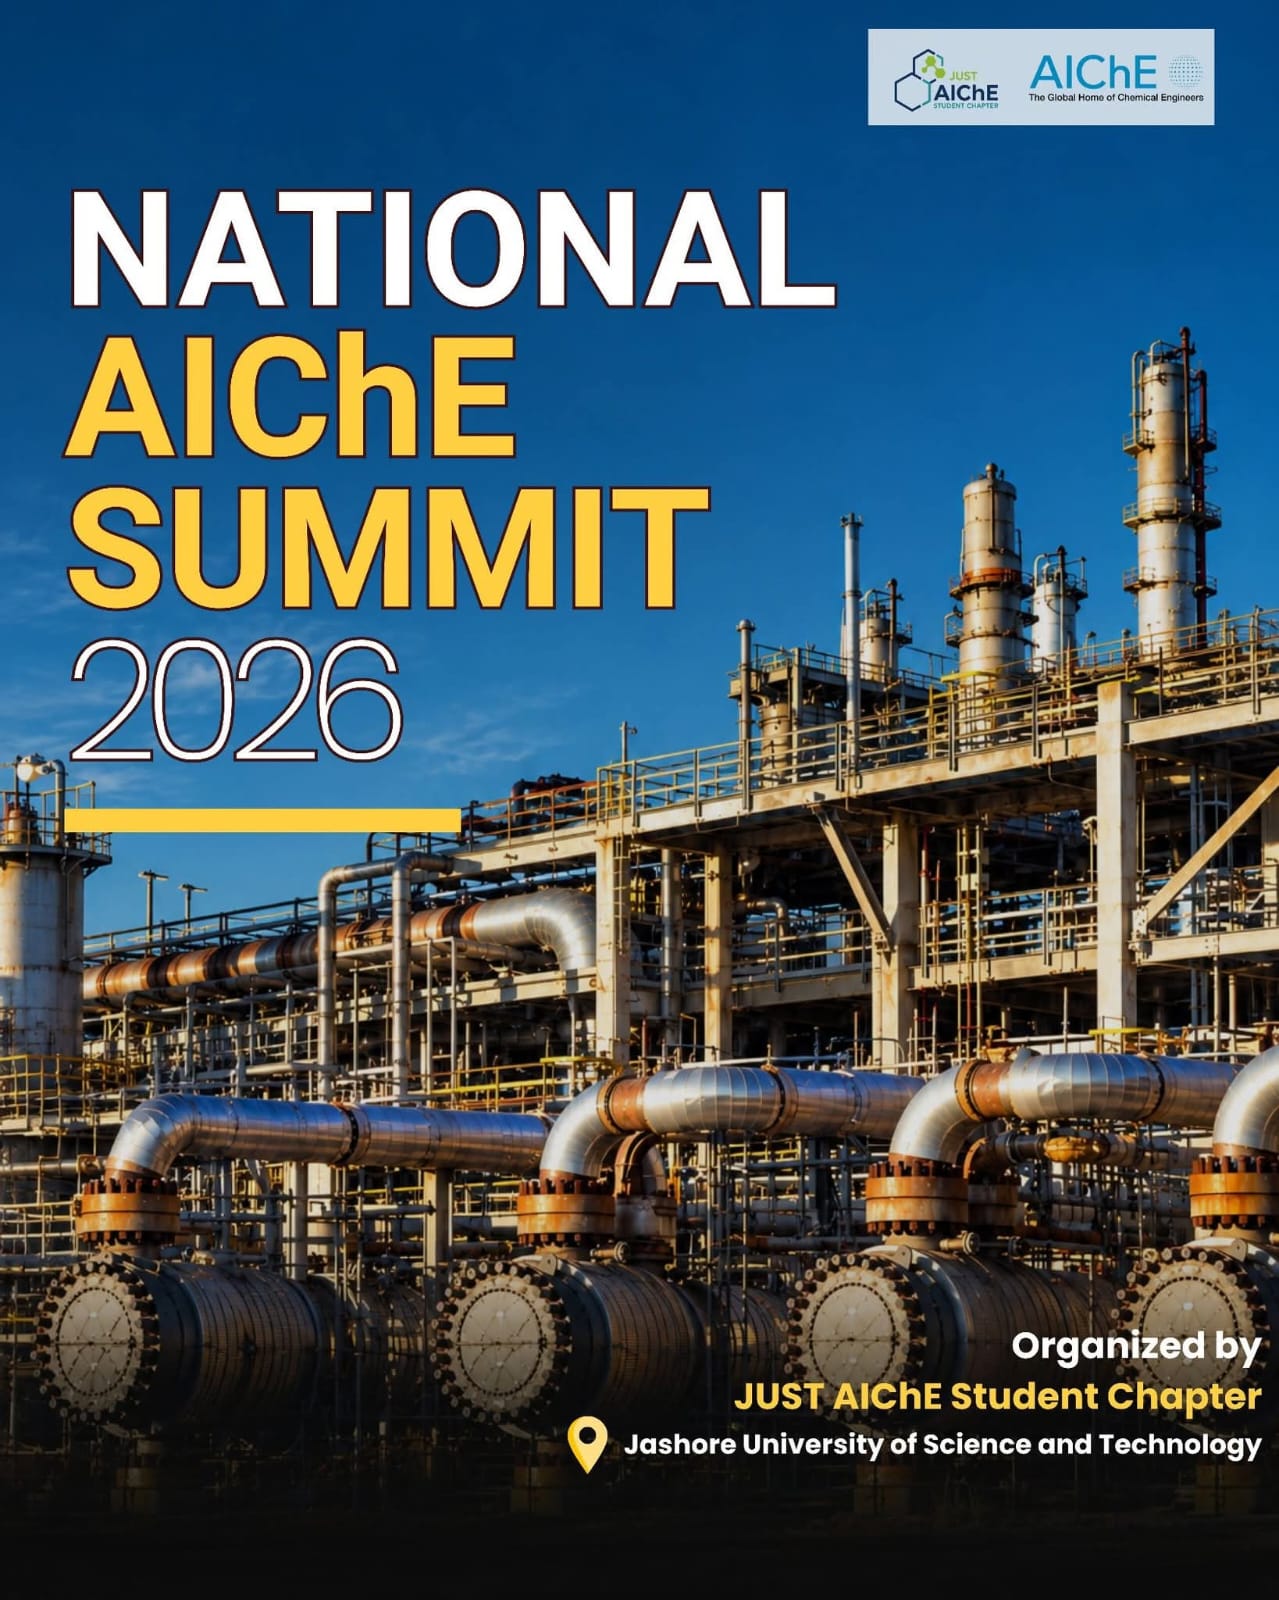 JUST
AIChE
STUDENT CHAPTER
AIChE
The Global Home of Chemical Engineers
NATIONAL
AIChE
SUMMIT
2026
Organized by
JUST AIChE Student Chapter
Jashore University of Science and Technology